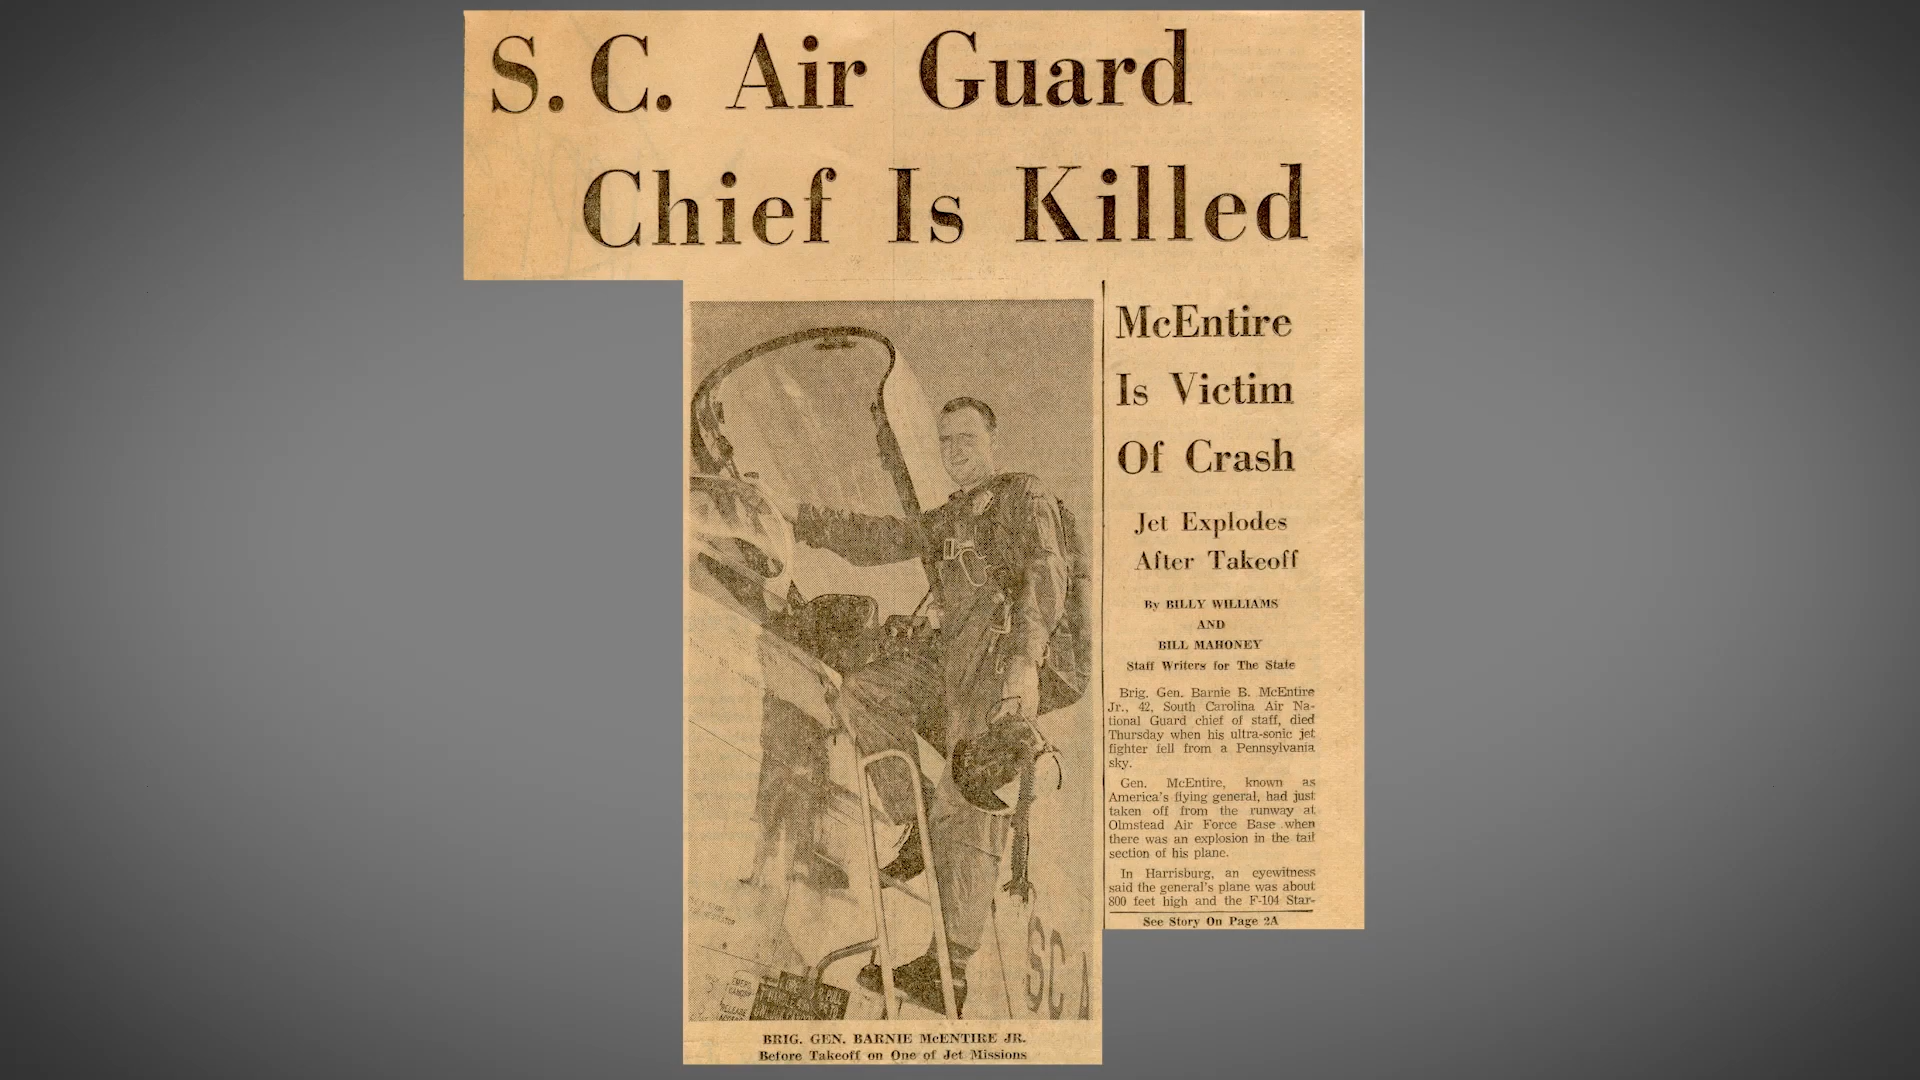 S.C. Air Guard
Chief Is Killed
McEntire
Is Victim
Of Crash
Jet Explodes
After Takeoff
By BILLY WILLIAMS
AND
BILL MAHONEY
Staff Writers for The State
Brig. Gen. Barnie B. McEntire
Jr., 42, South Carolina Air Na-
tional Guard chief of staff, died
Thursday when his ultra-sonic jet
fighter fell from a Pennsylvania
sky.
Gen. McEntire, known as
America's flying general, had just
taken off from the runway at
Olmstead Air Force Base when
there was an explosion in the tail
section of his plane.
In Harrisburg, an eyewitness
said the general's plane was about
800 feet high and the F-104 Star-
See Story On Page 2A
SC A
RELEASE
BRIG. GEN. BARNIE McENTIRE JR.
Before Takeoff on One of Jet Missions